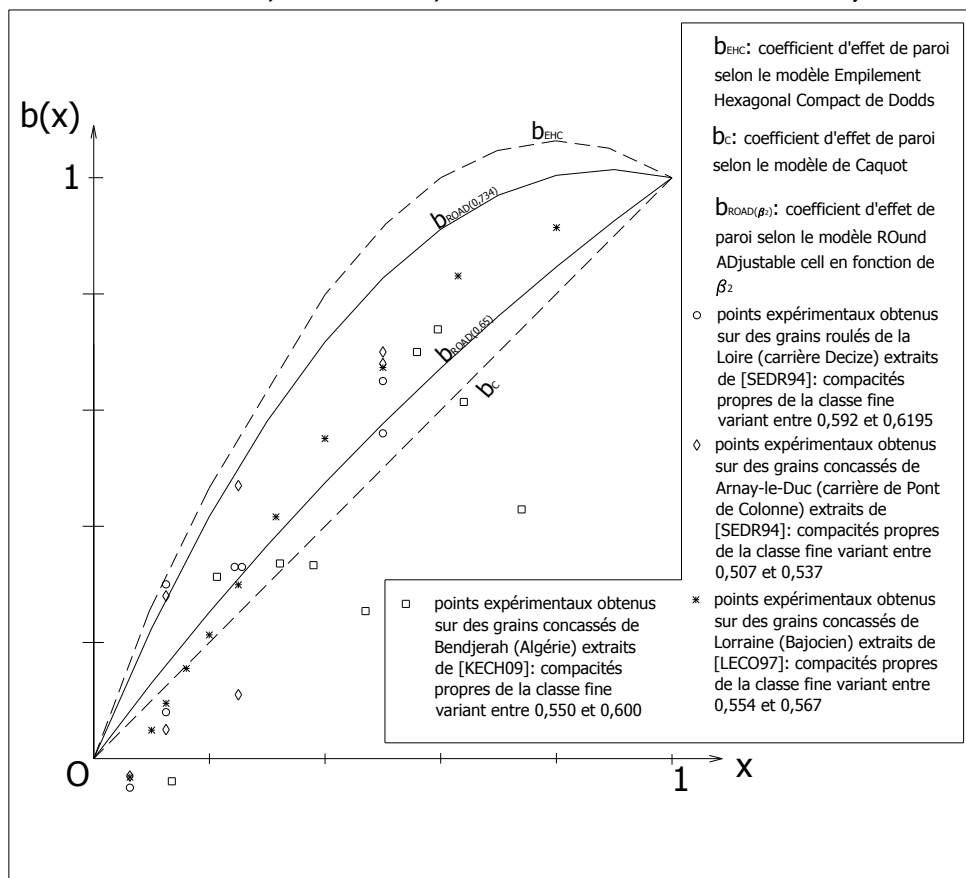 b(x)
1
bEHC
bROAD(0,734)
bROAD(0,65)
bC
O
1
x
bEHC: coefficient d'effet de paroi
selon le modèle Empilement
Hexagonal Compact de Dodds
bC: coefficient d'effet de paroi
selon le modèle de Caquot
bROAD(β2): coefficient d'effet de
paroi selon le modèle ROund
ADjustable cell en fonction de
β2
points expérimentaux obtenus
sur des grains roulés de la
Loire (carrière Decize) extraits
de [SEDR94]: compacités
propres de la classe fine
variant entre 0,592 et 0,6195
points expérimentaux obtenus
sur des grains concassés de
Arnay-le-Duc (carrière de Pont
de Colonne) extraits de
[SEDR94]: compacités propres
de la classe fine variant entre
0,507 et 0,537
points expérimentaux obtenus
sur des grains concassés de
Lorraine (Bajocien) extraits de
[LECO97]: compacités propres
de la classe fine variant entre
0,554 et 0,567
points expérimentaux obtenus
sur des grains concassés de
Bendjerah (Algérie) extraits
de [KECH09]: compacités
propres de la classe fine
variant entre 0,550 et 0,600